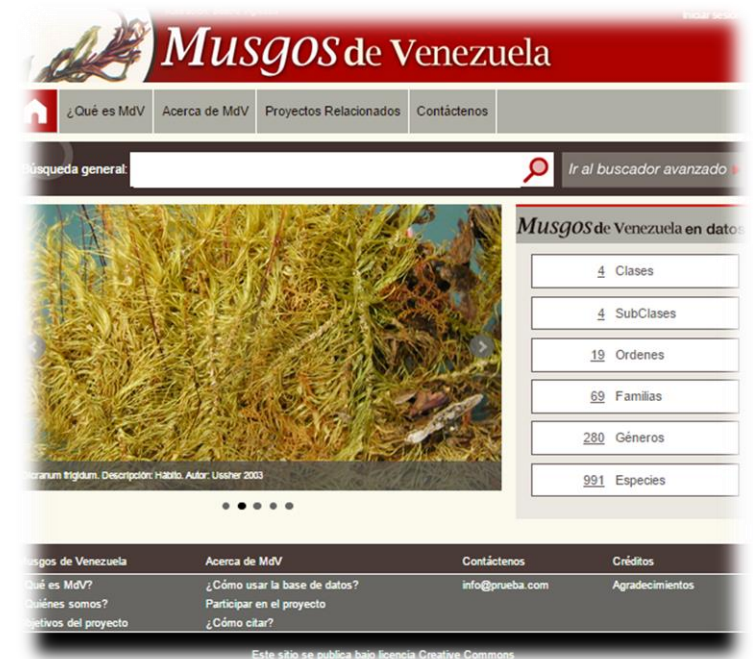 Iniciar sesión
Musgos de Venezuela
¿Qué es MdV
Acerca de MdV
Proyectos Relacionados
Contáctenos
Búsqueda general:
Ir al buscador avanzado
Musgos de Venezuela en datos
4 Clases
4 SubClases
19 Ordenes
69 Familias
280 Géneros
991 Especies
Dicranum frigidum. Descripción: Hábito. Autor: Ussher 2003
Musgos de Venezuela
Acerca de MdV
Contáctenos
Créditos
¿Qué es MdV?
¿Cómo usar la base de datos?
info@prueba.com
Agradecimientos
¿Quiénes somos?
Participar en el proyecto
Objetivos del proyecto
¿Cómo citar?
Este sitio se publica bajo licencia Creative Commons